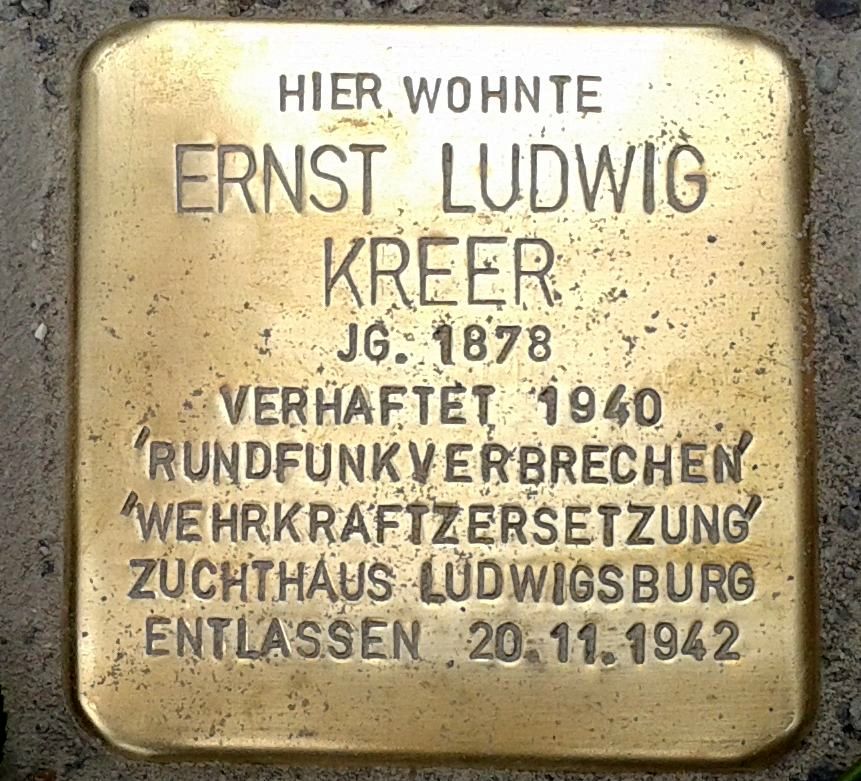 HIER WOHNTE
ERNST LUDWIG
KREER
JG. 1878
VERHAFTET 1940
'RUNDFUNKVERBRECHEN'
'WEHRKRAFTZERSETZUNG'
ZUCHTHAUS LUDWIGSBURG
ENTLASSEN 20.11.1942